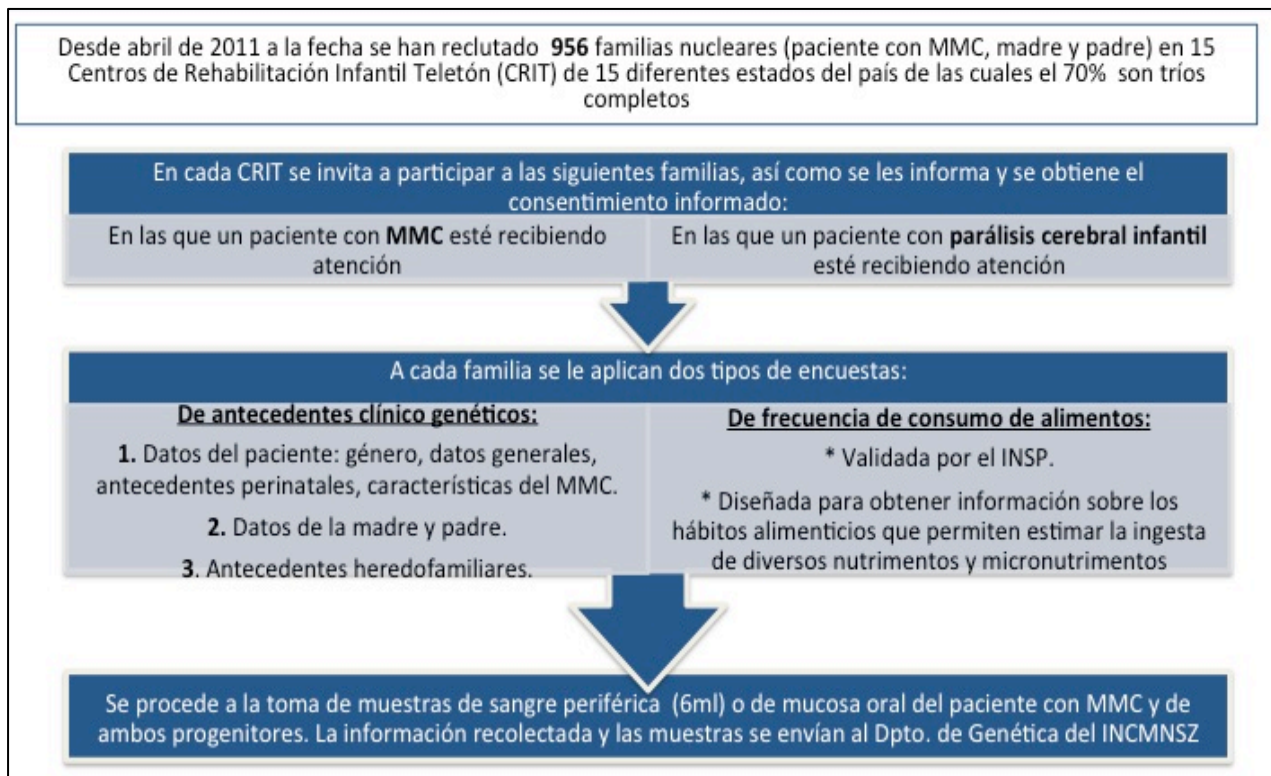 Desde abril de 2011 a la fecha se han reclutado 956 familias nucleares (paciente con MMC, madre y padre) en 15
Centros de Rehabilitación Infantil Teletón (CRIT) de 15 diferentes estados del país de las cuales el 70% son tríos
completos
En cada CRIT se invita a participar a las siguientes familias, así como se les informa y se obtiene el
consentimiento informado:
En las que un paciente con MMC esté recibiendo
atención
En las que un paciente con parálisis cerebral infantil
esté recibiendo atención
A cada familia se le aplican dos tipos de encuestas:
De antecedentes clínico genéticos:
1. Datos del paciente: género, datos generales,
antecedentes perinatales, características del MMC.
2. Datos de la madre y padre.
3. Antecedentes heredofamiliares.
De frecuencia de consumo de alimentos:
* Validada por el INSP.
* Diseñada para obtener información sobre los
hábitos alimenticios que permiten estimar la ingesta
de diversos nutrimentos y micronutrimentos
Se procede a la toma de muestras de sangre periférica (6ml) o de mucosa oral del paciente con MMC y de
ambos progenitores. La información recolectada y las muestras se envían al Dpto. de Genética del INCMNSZ